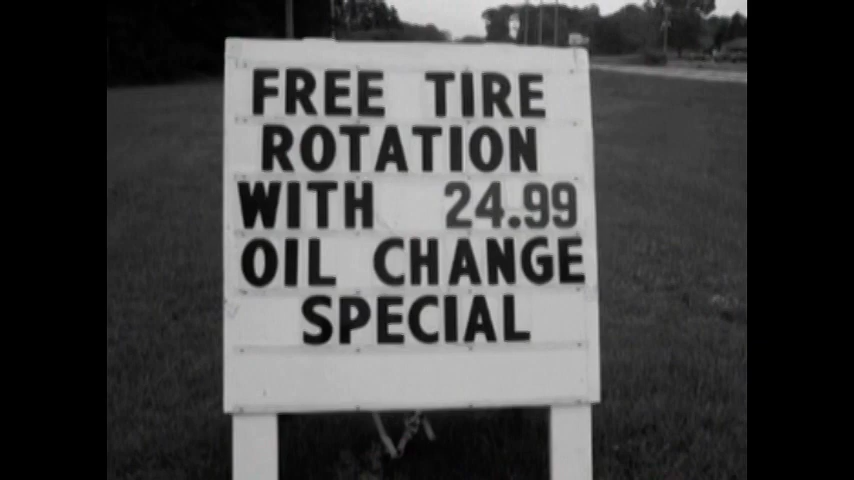 FREE TIRE
ROTATION
WITH 24.99
OIL CHANGE
SPECIAL